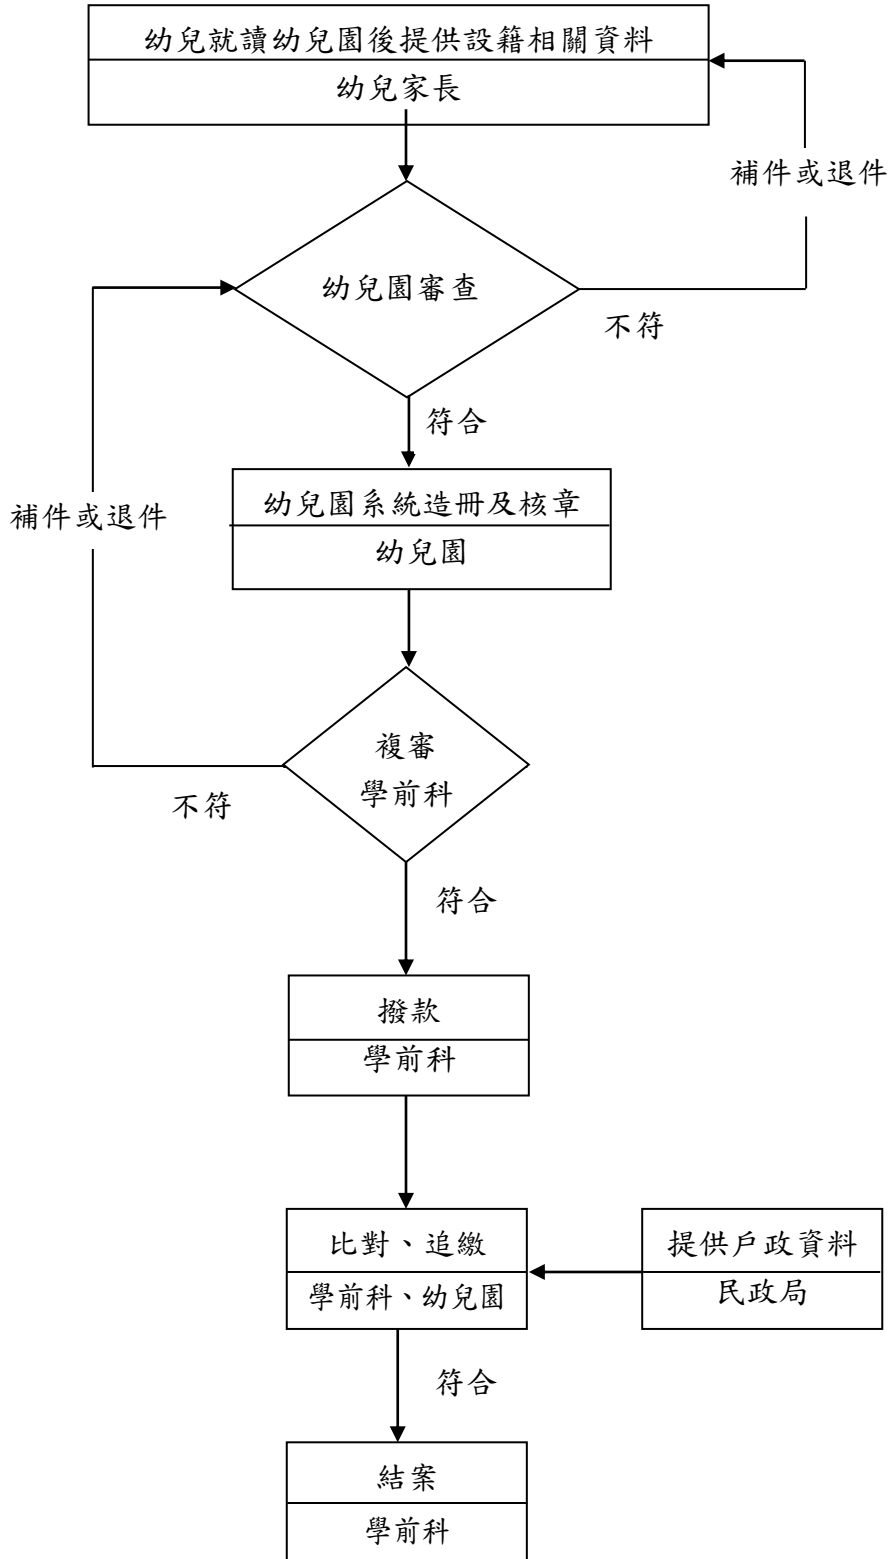 幼兒就讀幼兒園後提供設籍相關資料
幼兒家長
補件或退件
幼兒園審查
不符
符合
幼兒園系統造冊及核章
補件或退件
幼兒園
複審
學前科
不符
符合
撥款
學前科
比對、追繳
提供戶政資料
學前科、幼兒園
民政局
符合
結案
學前科